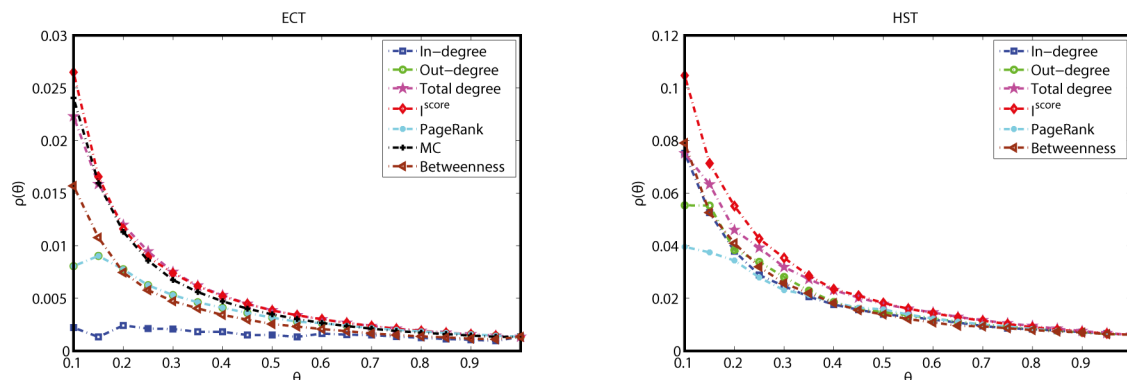 ECT
0.03
0.025
0.02
0.015
0.01
0.005
0
ρ(θ)
In−degree
Out−degree
Total degree
I^score
PageRank
MC
Betweenness
0.1 0.2 0.3 0.4 0.5 0.6 0.7 0.8 0.9
θ
HST
0.12
0.1
0.08
0.06
0.04
0.02
0
ρ(θ)
In−degree
Out−degree
Total degree
I^score
PageRank
Betweenness
0.1 0.2 0.3 0.4 0.5 0.6 0.7 0.8 0.9
θ